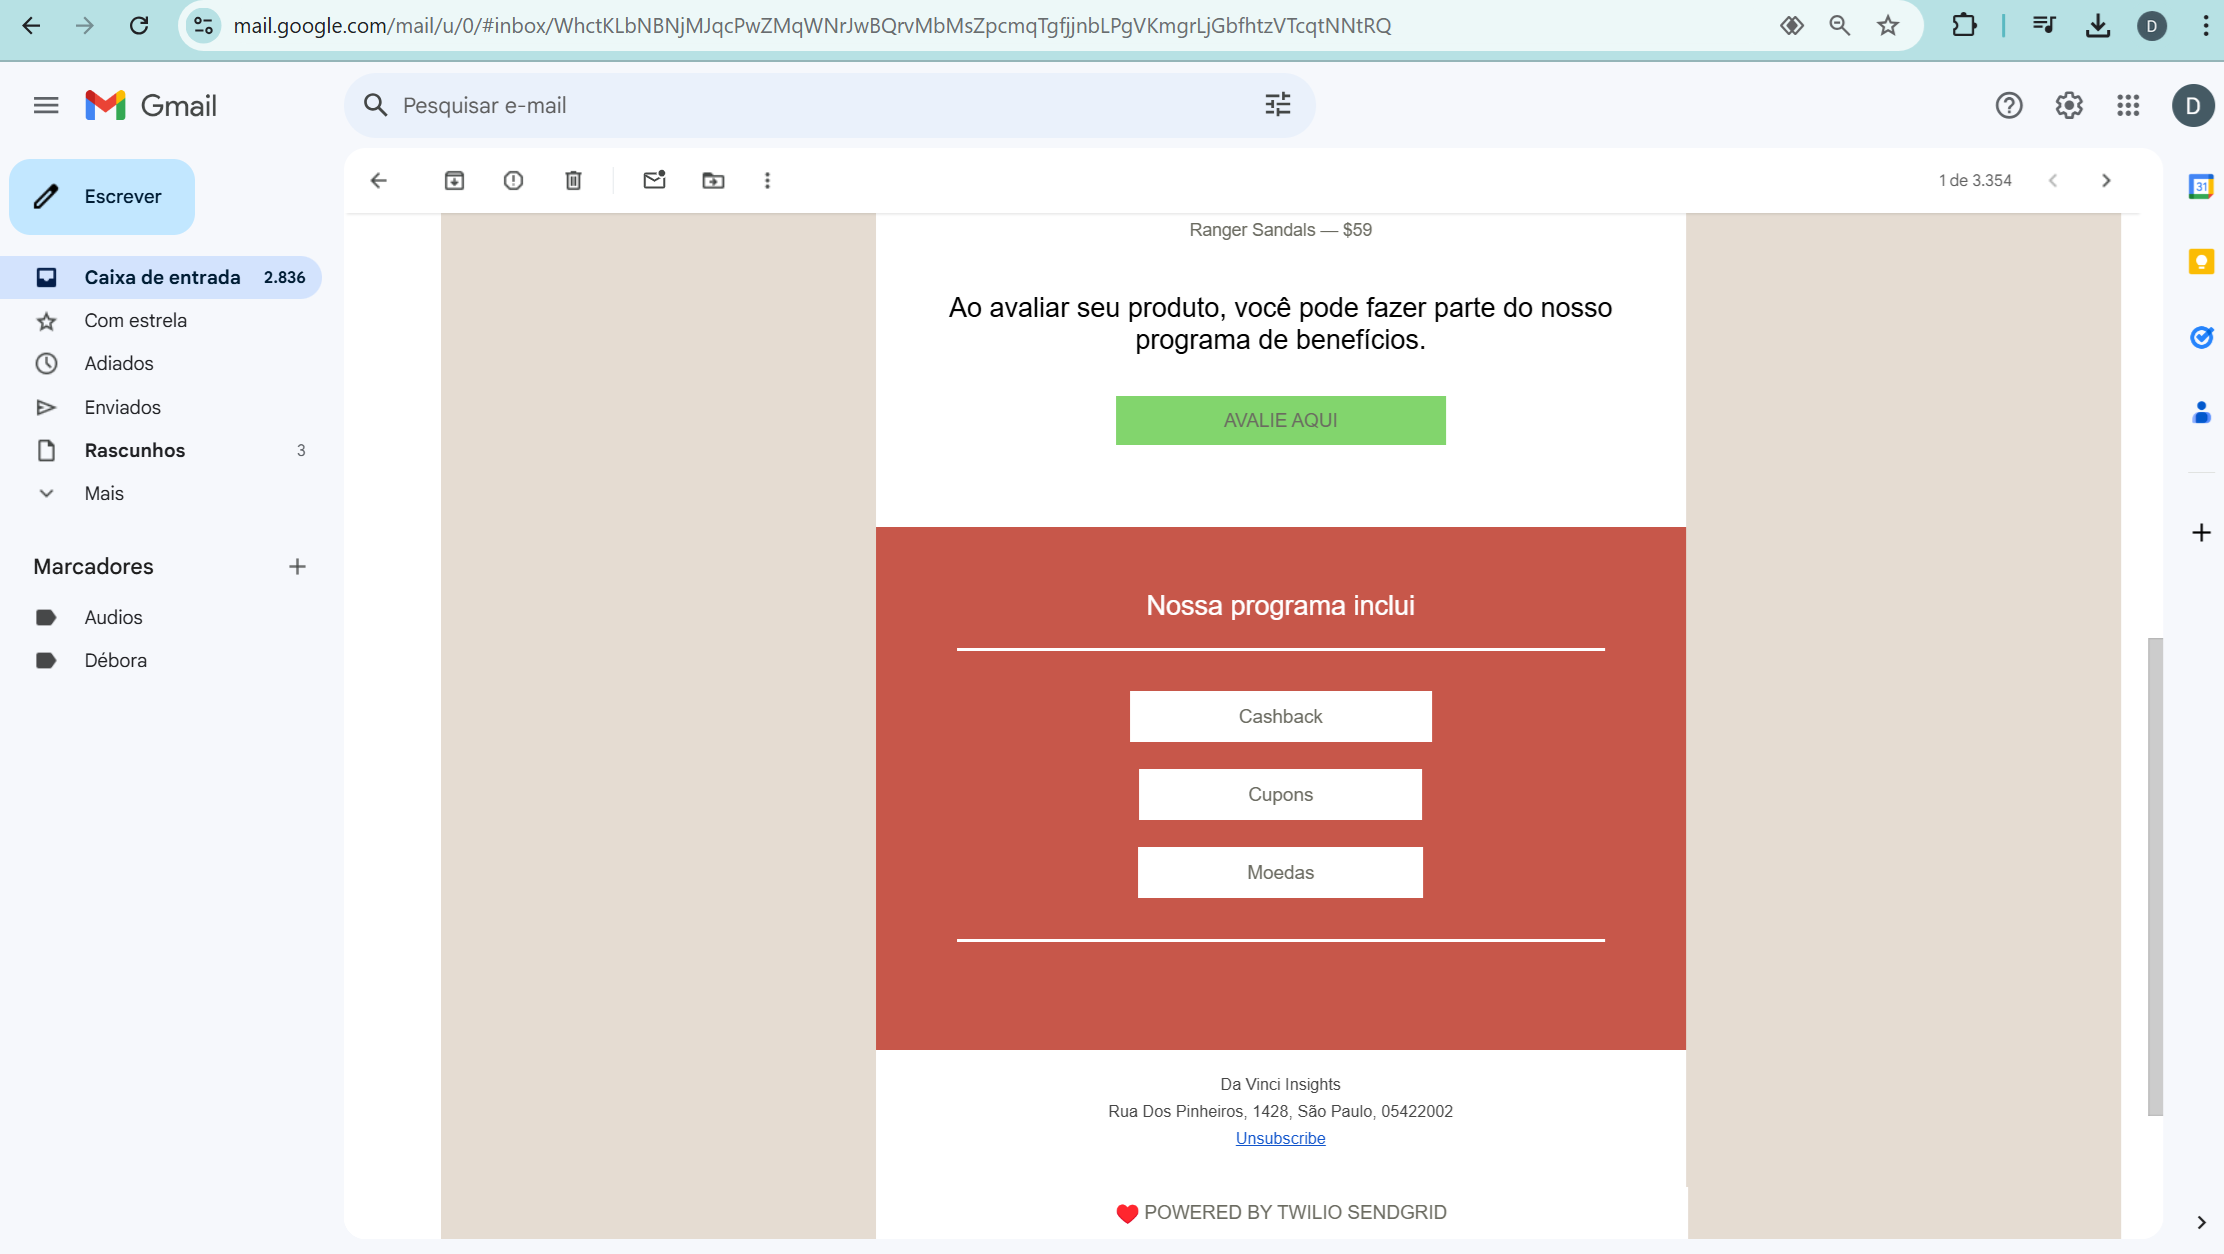 mail.google.com/mail/u/0/#inbox/WhctKLbNBNjMJqcPwZMqWNrJwBQrvMbMsZpcmqTgfjjnbLPgVKmgrLjGbfhtzVTcqtNNtRQ
D
Gmail
Pesquisar e-mail
D
Escrever
1 de 3.354
31
Caixa de entrada 2.836
Com estrela
Adiados
Enviados
Rascunhos 3
Mais
Marcadores
Audios
Débora
Ranger Sandals — $59
Ao avaliar seu produto, você pode fazer parte do nosso
programa de benefícios.
AVALIE AQUI
Nossa programa inclui
Cashback
Cupons
Moedas
Da Vinci Insights
Rua Dos Pinheiros, 1428, São Paulo, 05422002
Unsubscribe
POWERED BY TWILIO SENDGRID